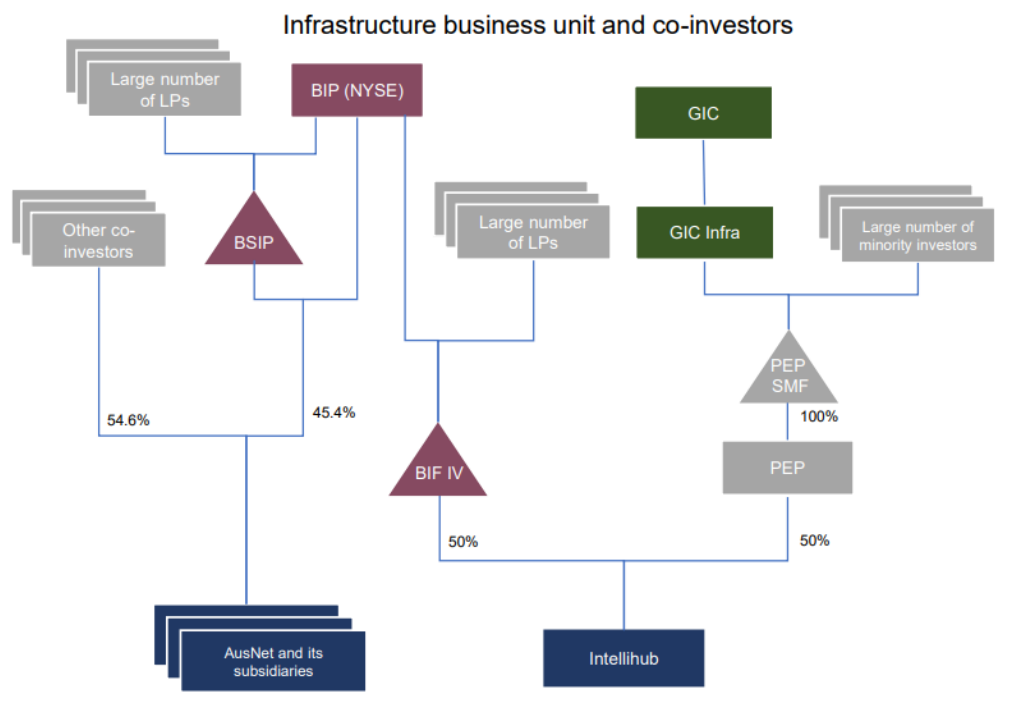 Infrastructure business unit and co-investors
Large number
of LPs
BIP (NYSE)
GIC
Other co-
investors
BSIP
Large number
of LPs
GIC Infra
Large number of
minority investors
PEP
SMF
54.6%
45.4%
100%
BIF IV
PEP
50%
50%
AusNet and its
subsidiaries
Intellihub